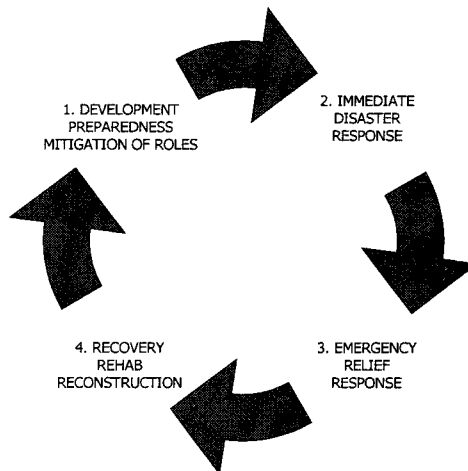 1. DEVELOPMENT
PREPAREDNESS
MITIGATION OF ROLES
2. IMMEDIATE
DISASTER
RESPONSE
3. EMERGENCY
RELIEF
RESPONSE
4. RECOVERY
REHAB
RECONSTRUCTION